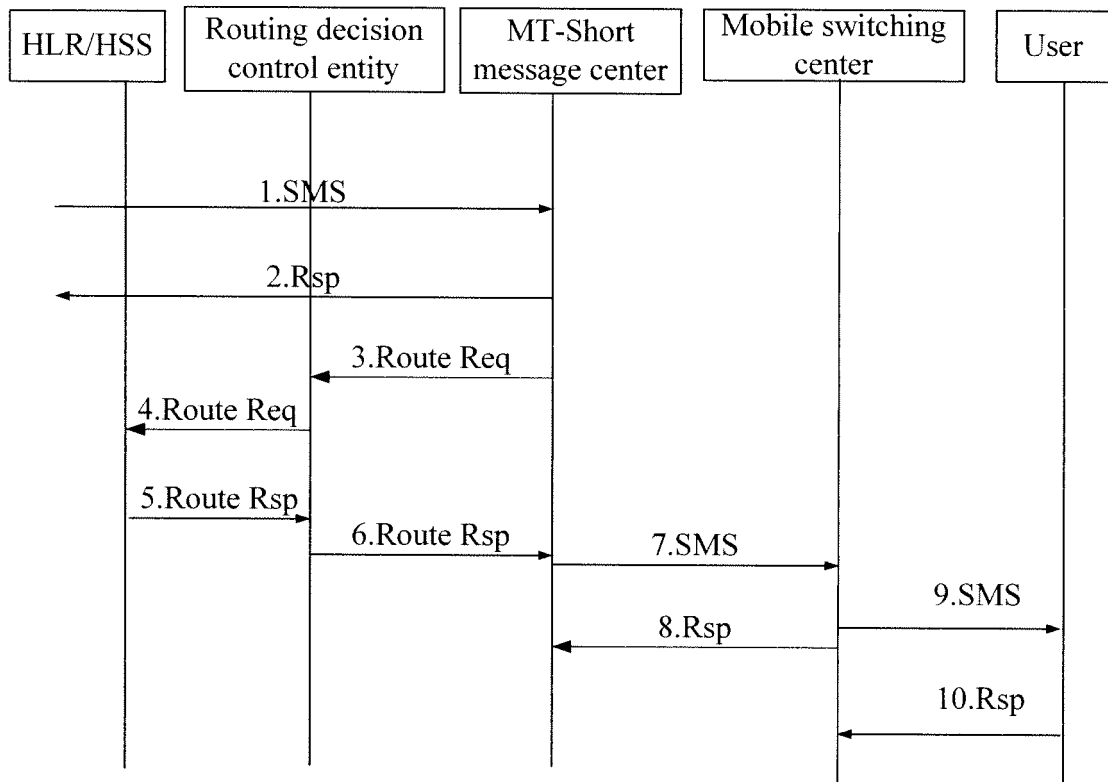 HLR/HSS
Routing decision
control entity
MT-Short
message center
Mobile switching
center
User
1.SMS
2.Rsp
3.Route Req
4.Route Req
5.Route Rsp
6.Route Rsp
7.SMS
9.SMS
8.Rsp
10.Rsp